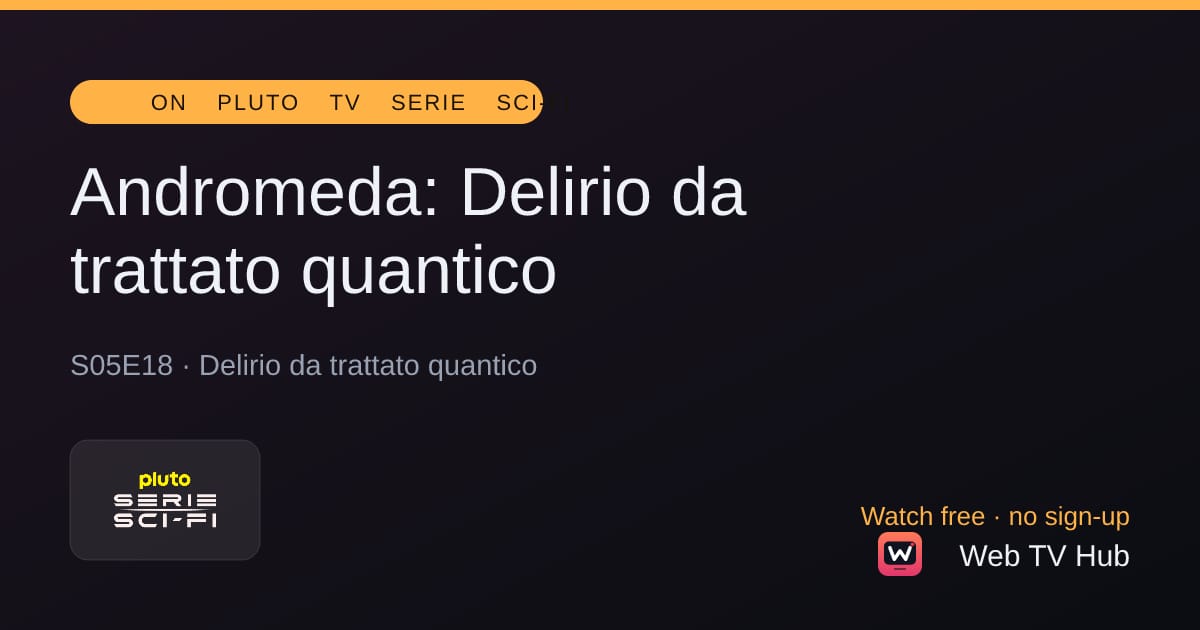 ON PLUTO TV SERIE SCI-FI
Andromeda: Delirio da
trattato quantico
S05E18 · Delirio da trattato quantico
pluto
SERIE
SCI-FI
Watch free · no sign-up
W
Web TV Hub